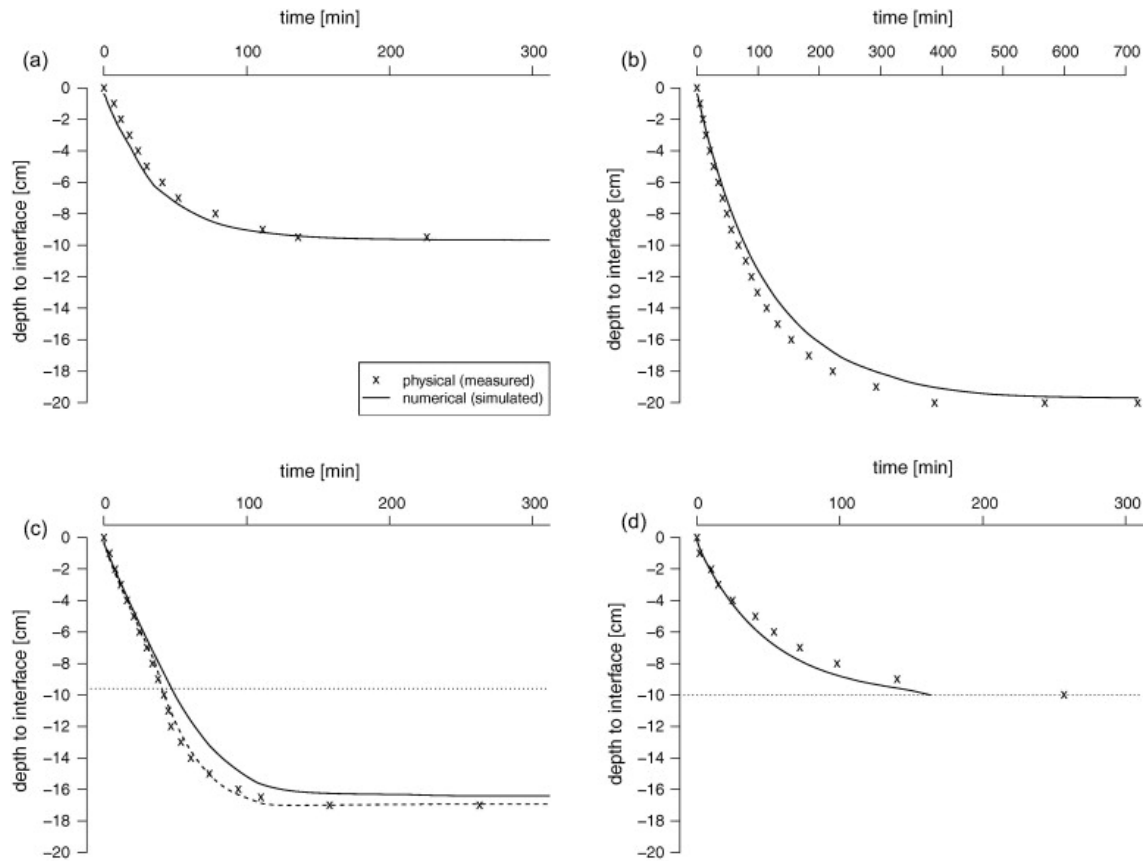 time [min]
0 100 200 300
(a)
0
−2
−4
−6
−8
−10
−12
−14
−16
−18
−20
depth to interface [cm]
x physical (measured)
numerical (simulated)
time [min]
0 100 200 300 400 500 600 700
(b)
0
−2
−4
−6
−8
−10
−12
−14
−16
−18
−20
depth to interface [cm]
time [min]
0 100 200 300
(c)
0
−2
−4
−6
−8
−10
−12
−14
−16
−18
−20
depth to interface [cm]
time [min]
0 100 200 300
(d)
0
−2
−4
−6
−8
−10
−12
−14
−16
−18
−20
depth to interface [cm]